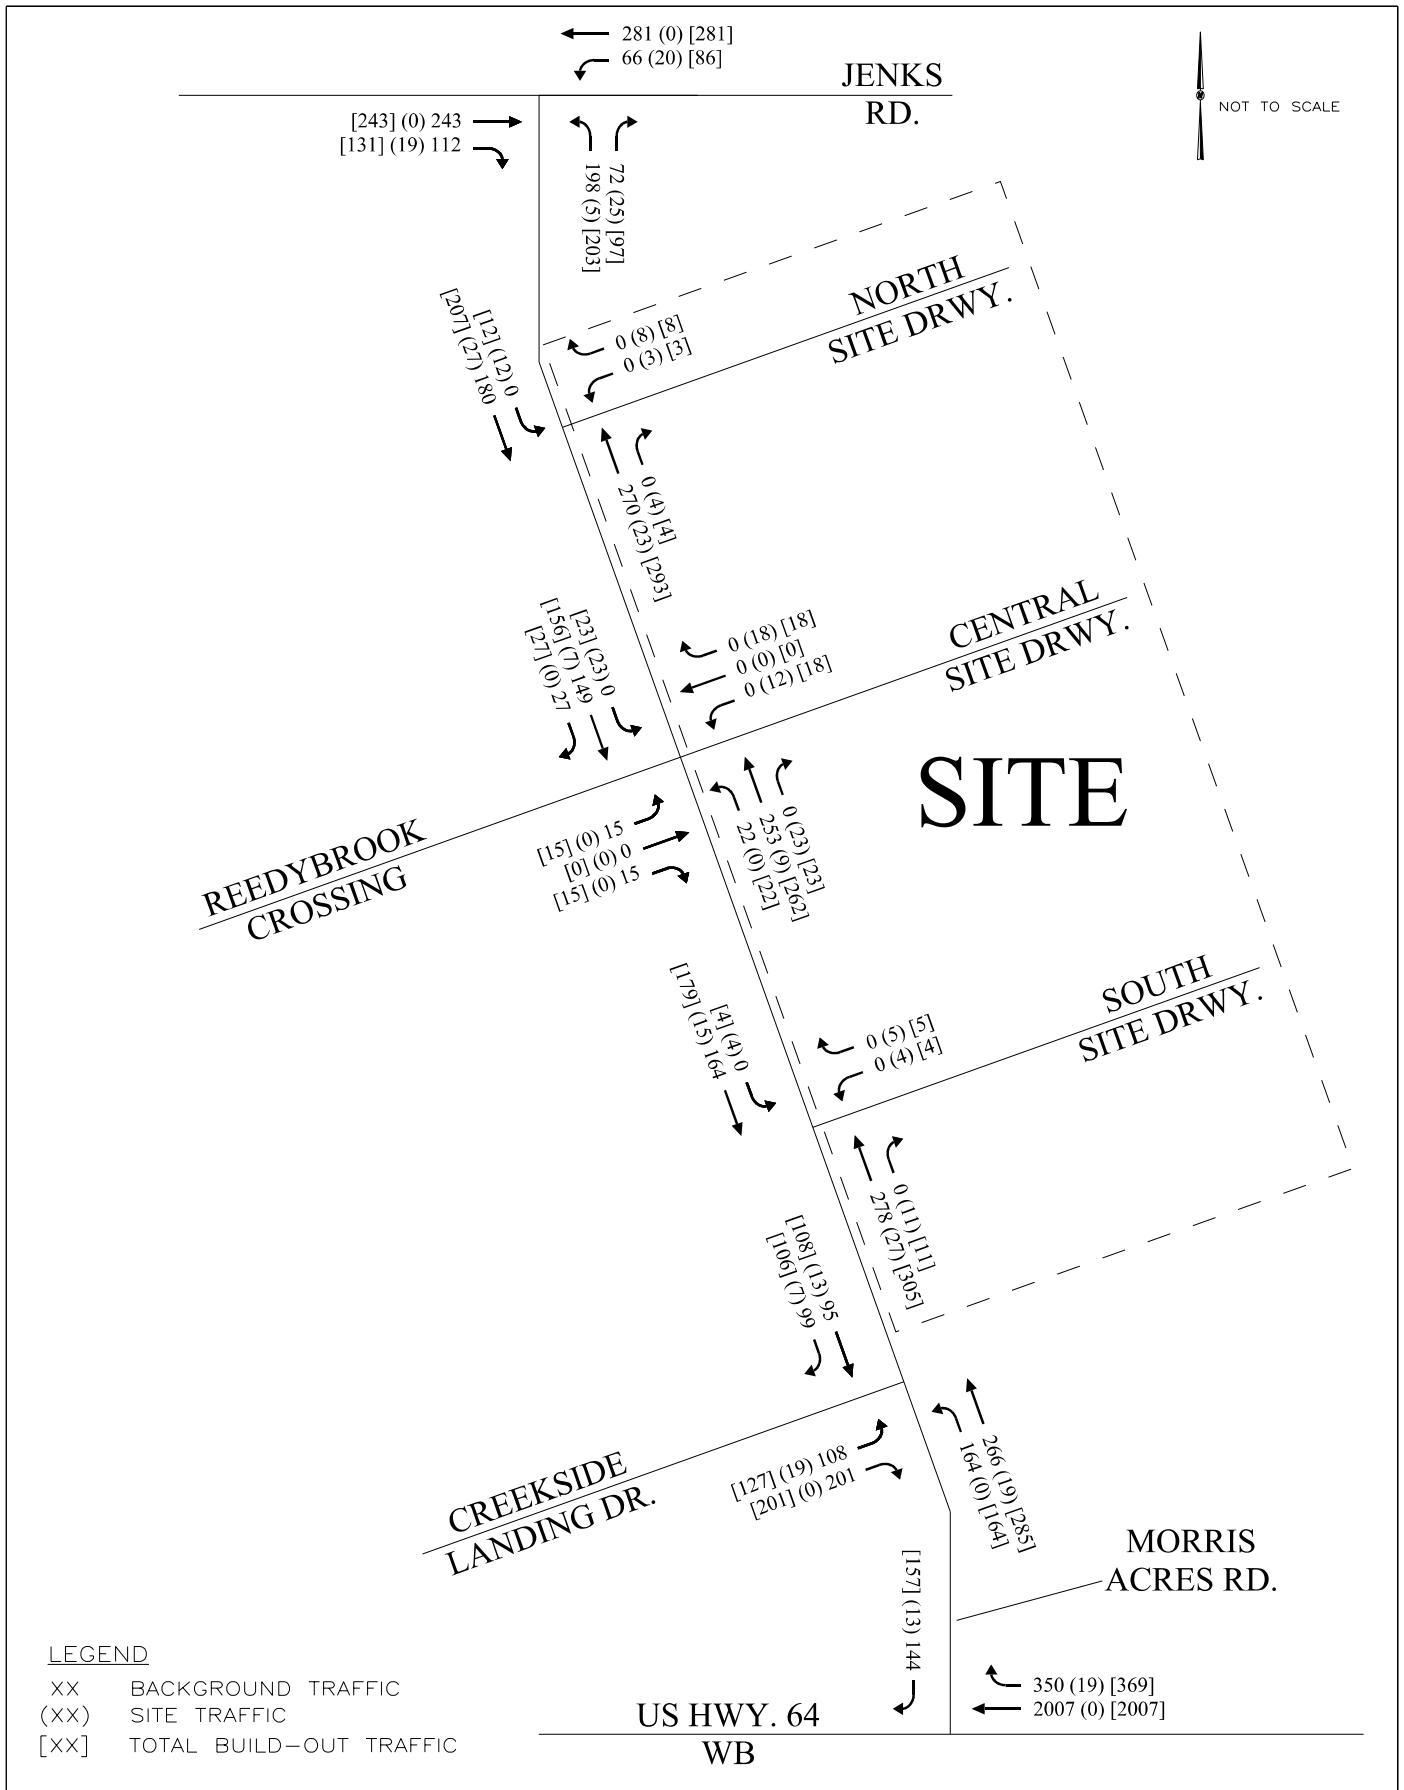 281 (0) [281]
66 (20) [86]
JENKS
RD.
NOT TO SCALE
[243] (0) 243
[131] (19) 112
72 (25) [97]
198 (5) [203]
NORTH
SITE DRWY.
[12] (12) 0
[207] (27) 180
0 (8) [8]
0 (3) [3]
0 (4) [4]
270 (23) [293]
CENTRAL
SITE DRWY.
[23] (23) 0
[156] (7) 149
[27] (0) 27
0 (18) [18]
0 (0) [0]
0 (12) [18]
SITE
REEDYBROOK
CROSSING
[15] (0) 15
[0] (0) 0
[15] (0) 15
0 (23) [23]
253 (9) [262]
22 (0) [22]
SOUTH
SITE DRWY.
[4] (4) 0
[179] (15) 164
0 (5) [5]
0 (4) [4]
0 (11) [11]
278 (27) [305]
[108] (13) 95
[106] (7) 99
CREEKSIDE
LANDING DR.
[127] (19) 108
[201] (0) 201
266 (19) [285]
164 (0) [164]
MORRIS
ACRES RD.
[157] (13) 144
350 (19) [369]
2007 (0) [2007]
US HWY. 64
WB
LEGEND
XX BACKGROUND TRAFFIC
(XX) SITE TRAFFIC
[XX] TOTAL BUILD-OUT TRAFFIC